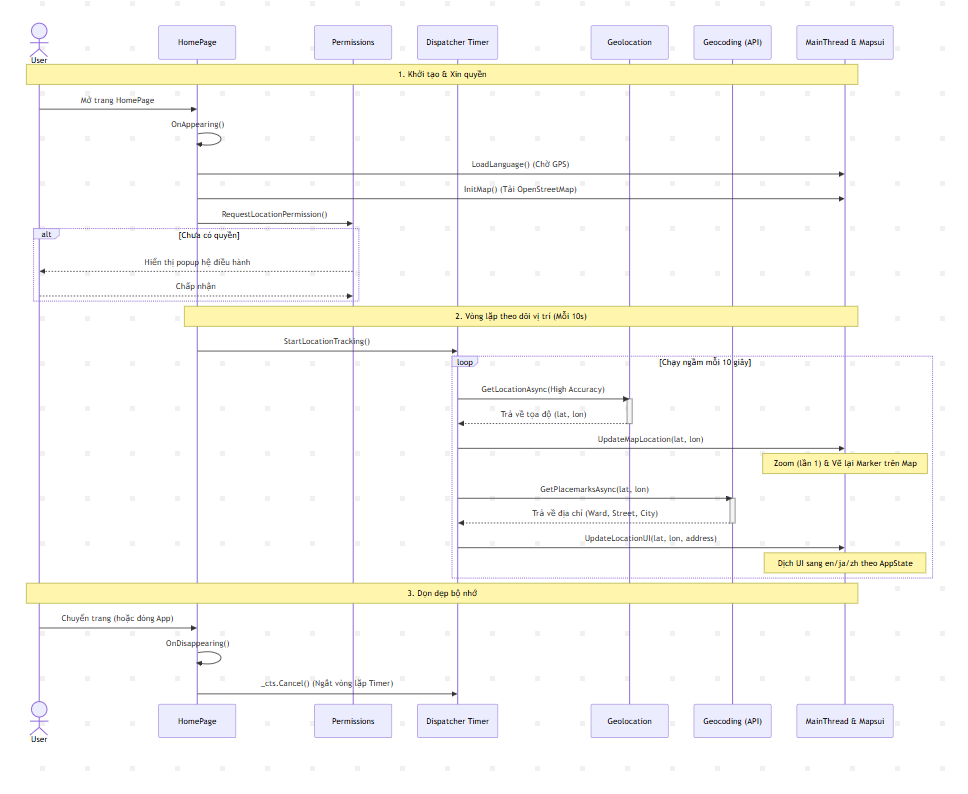 HomePage
Permissions
Dispatcher Timer
Geolocation
Geocoding (API)
MainThread & Mapsui
User
1. Khởi tạo & Xin quyền
Mở trang HomePage
OnAppearing()
LoadLanguage() (Chờ GPS)
InitMap() (Tải OpenStreetMap)
RequestLocationPermission()
alt
[Chưa có quyền]
Hiển thị popup hệ điều hành
Chấp nhận
2. Vòng lặp theo dõi vị trí (Mỗi 10s)
StartLocationTracking()
loop
[Chạy ngầm mỗi 10 giây]
GetLocationAsync(High Accuracy)
Trả về tọa độ (lat, lon)
UpdateMapLocation(lat, lon)
Zoom (lần 1) & Vẽ lại Marker trên Map
GetPlacemarksAsync(lat, lon)
Trả về địa chỉ (Ward, Street, City)
UpdateLocationUI(lat, lon, address)
Dịch UI sang en/ja/zh theo AppState
3. Dọn dẹp bộ nhớ
Chuyển trang (hoặc đóng App)
OnDisappearing()
_cts.Cancel() (Ngắt vòng lặp Timer)
HomePage
Permissions
Dispatcher Timer
Geolocation
Geocoding (API)
MainThread & Mapsui
User